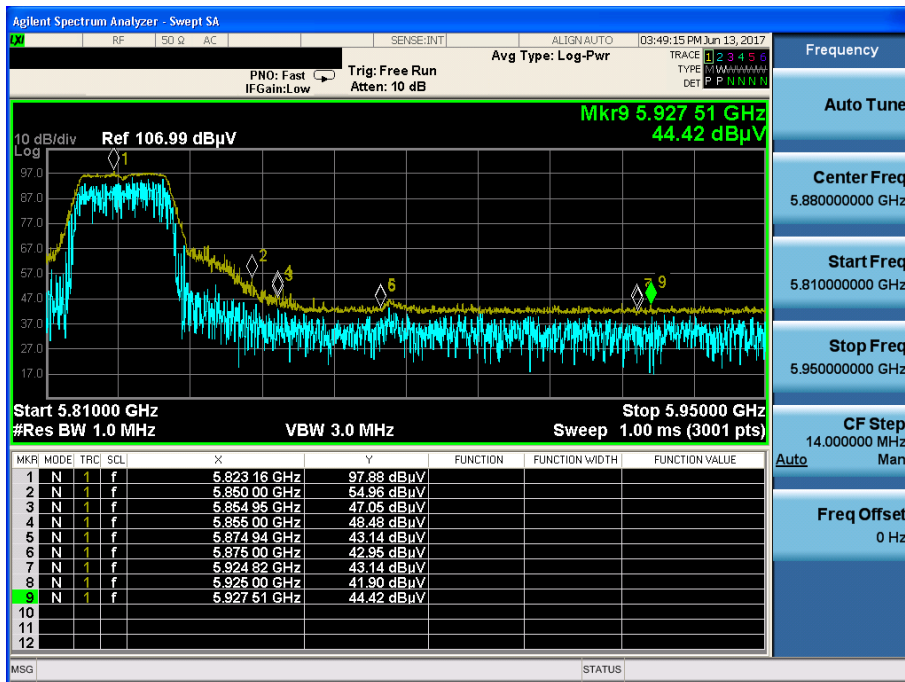 Agilent Spectrum Analyzer - Swept SA
LXI RF 50 Ω AC SENSE:INT ALIGN AUTO 03:49:15 PM Jun 13, 2017
PNO: Fast
IFGain:Low
Trig: Free Run
Atten: 10 dB
Avg Type: Log-Pwr
TRACE 1 2 3 4 5 6
TYPE M W W W W W
DET P P N N N N
Mkr9 5.927 51 GHz
44.42 dBµV
10 dB/div Ref 106.99 dBµV
Log
97.0
87.0
77.0
67.0
57.0
47.0
37.0
27.0
17.0
1
2
3
6
9
Start 5.81000 GHz Stop 5.95000 GHz
#Res BW 1.0 MHz VBW 3.0 MHz Sweep 1.00 ms (3001 pts)
MKR MODE TRC SCL X Y FUNCTION FUNCTION WIDTH FUNCTION VALUE
1 N 1 f 5.823 16 GHz 97.88 dBµV
2 N 1 f 5.850 00 GHz 54.96 dBµV
3 N 1 f 5.854 95 GHz 47.05 dBµV
4 N 1 f 5.855 00 GHz 48.48 dBµV
5 N 1 f 5.874 94 GHz 43.14 dBµV
6 N 1 f 5.875 00 GHz 42.95 dBµV
7 N 1 f 5.924 82 GHz 43.14 dBµV
8 N 1 f 5.925 00 GHz 41.90 dBµV
9 N 1 f 5.927 51 GHz 44.42 dBµV
10
11
12
MSG STATUS
Frequency
Auto Tune
Center Freq
5.880000000 GHz
Start Freq
5.810000000 GHz
Stop Freq
5.950000000 GHz
CF Step
14.000000 MHz
Auto Man
Freq Offset
0 Hz